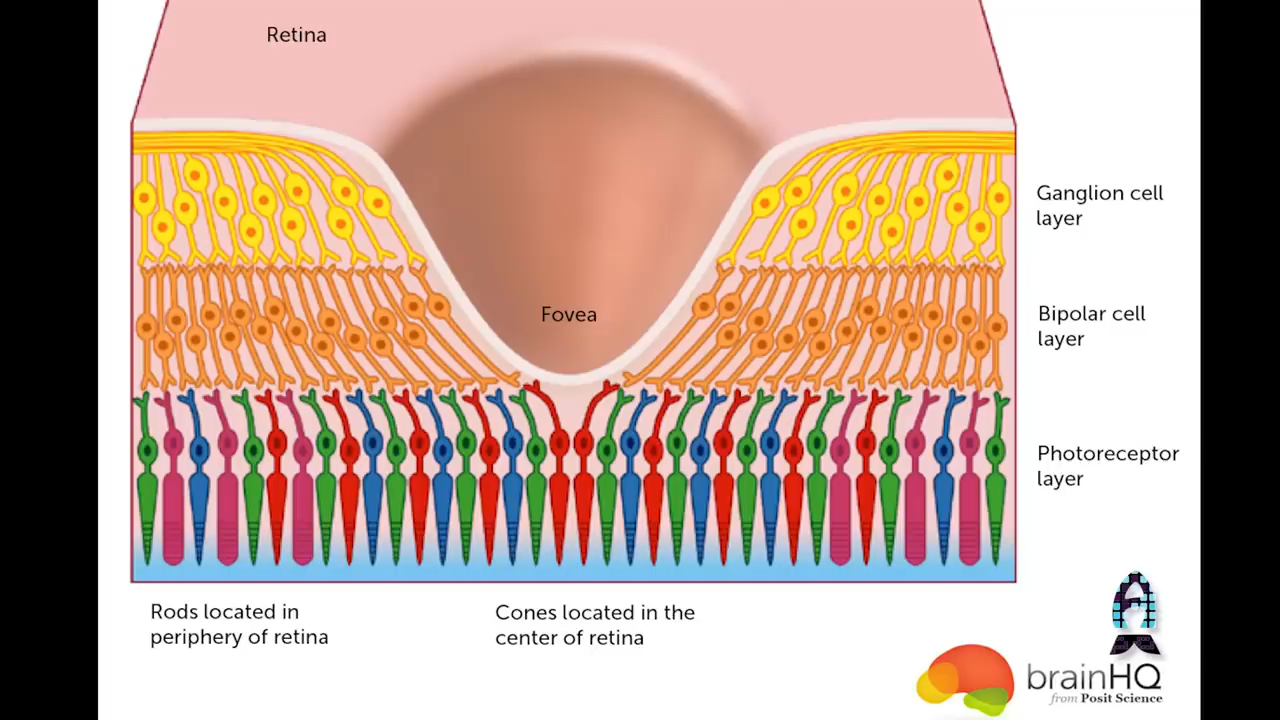 Retina
Ganglion cell
layer
Fovea
Bipolar cell
layer
Photoreceptor
layer
Rods located in
periphery of retina
Cones located in the
center of retina
brainHQ
from Posit Science